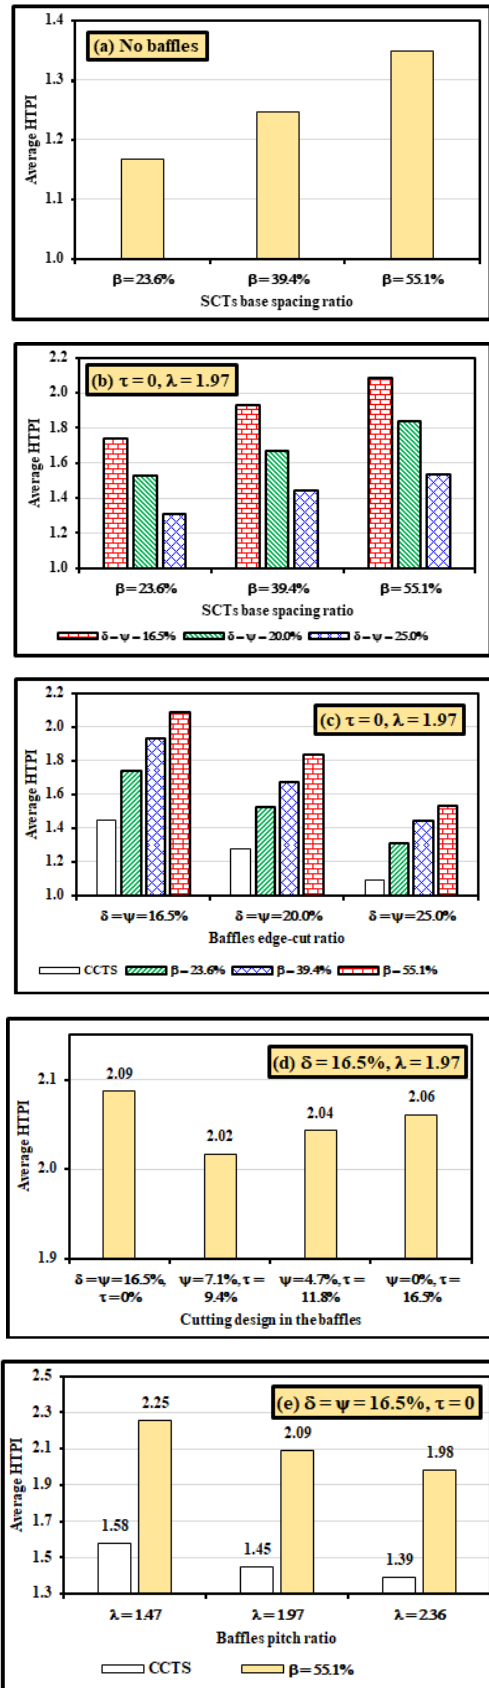 (a) No baffles
1.4
1.3
1.2
1.1
1.0
Average HTPI
β=23.6%
β=39.4%
β=55.1%
SCTs base spacing ratio
(b) τ = 0, λ = 1.97
2.2
2.0
1.8
1.6
1.4
1.2
1.0
Average HTPI
β=23.6%
β=39.4%
β=55.1%
SCTs base spacing ratio
δ–ψ–16.5%
δ–ψ–20.0%
δ–ψ–25.0%
(c) τ = 0, λ = 1.97
2.2
2.0
1.8
1.6
1.4
1.2
1.0
Average HTPI
δ=ψ=16.5%
δ=ψ=20.0%
δ=ψ=25.0%
Baffles edge-cut ratio
CCTS
β–23.6%
β–39.4%
β–55.1%
(d) δ = 16.5%, λ = 1.97
2.1
2.0
1.9
Average HTPI
2.09
2.02
2.04
2.06
δ=ψ=16.5%, τ=0%
ψ=7.1%, τ= 9.4%
ψ=4.7%, τ= 11.8%
ψ=0%, τ= 16.5%
Cutting design in the baffles
(e) δ = ψ = 16.5%, τ = 0
2.5
2.3
2.1
1.9
1.7
1.5
1.3
Average HTPI
1.58
2.25
1.45
2.09
1.39
1.98
λ=1.47
λ=1.97
λ=2.36
Baffles pitch ratio
CCTS
β=55.1%